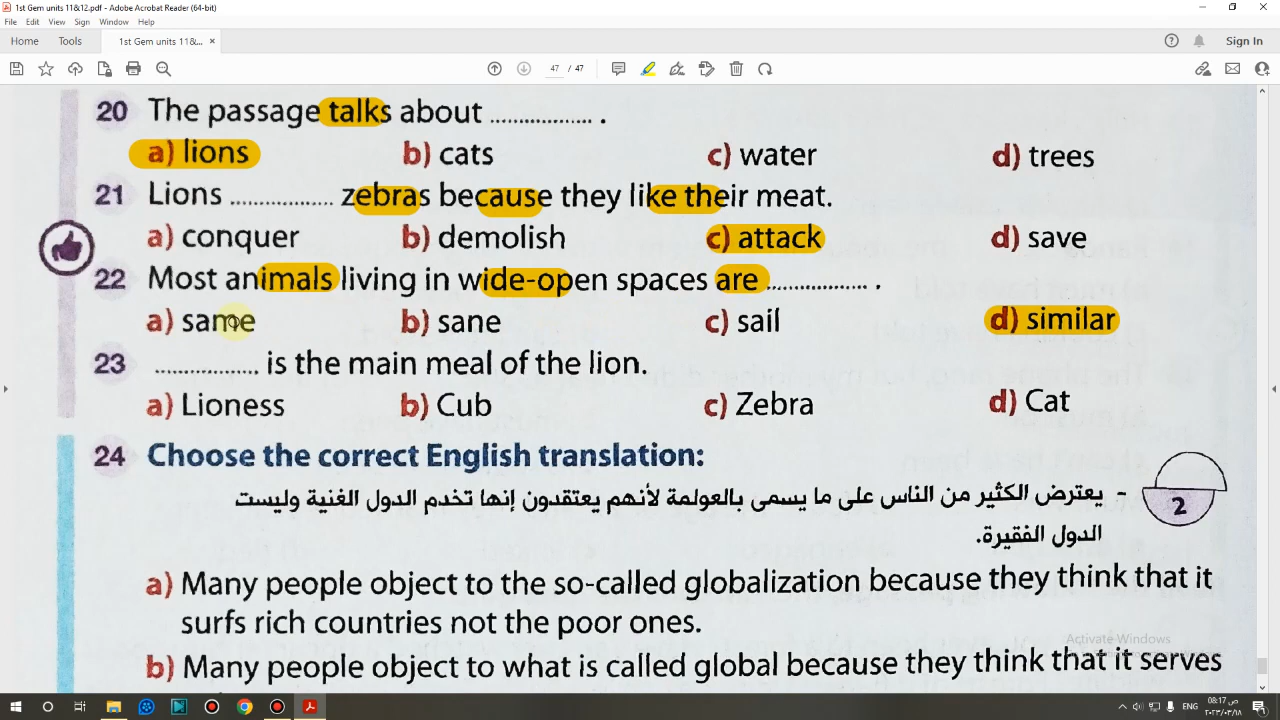 1st Gem units 11&12.pdf - Adobe Acrobat Reader (64-bit)
File Edit View Sign Window Help
Home Tools 1st Gem units 11&... × Sign In
47 / 47
20 The passage talks about .................. .
a) lions b) cats c) water d) trees
21 Lions .................. zebras because they like their meat.
a) conquer b) demolish c) attack d) save
22 Most animals living in wide-open spaces are .................. .
a) same b) sane c) sail d) similar
23 .................. is the main meal of the lion.
a) Lioness b) Cub c) Zebra d) Cat
24 Choose the correct English translation:
- يعترض الكثير من الناس على ما يسمى بالعولمة لأنهم يعتقدون إنها تخدم الدول الغنية وليست
الدول الفقيرة.
2
a) Many people object to the so-called globalization because they think that it
surfs rich countries not the poor ones.
Activate Windows
b) Many people object to what is called global because they think that it serves
ENG
08:17 ص
٢٠٢٣/٠٣/١٨